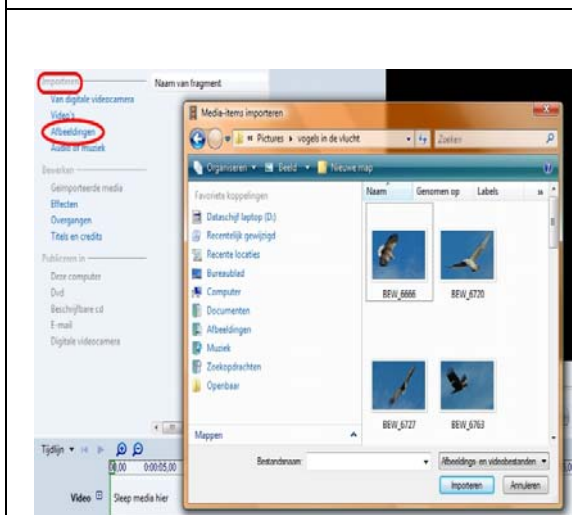 Importeren
Naam van fragment
Van digitale videocamera
Video's
Afbeeldingen
Audio of muziek
Bewerken
Geïmporteerde media
Effecten
Overgangen
Titels en credits
Publiceren in
Deze computer
Dvd
Beschrijfbare cd
E-mail
Digitale videocamera
Media-items importeren
« Pictures ▸ vogels in de vlucht
Zoeken
Organiseren
Beeld
Nieuwe map
Favoriete koppelingen
Dataschijf laptop (D:)
Recentelijk gewijzigd
Recente locaties
Bureaublad
Computer
Documenten
Afbeeldingen
Muziek
Zoekopdrachten
Openbaar
Mappen
Naam Genomen op Labels »
BEW_6666 BEW_6720
BEW_6727 BEW_6763
Bestandsnaam:
Afbeeldings- en videobestanden
Importeren Annuleren
Tijdlijn
0:00:05,00
Video Sleep media hier